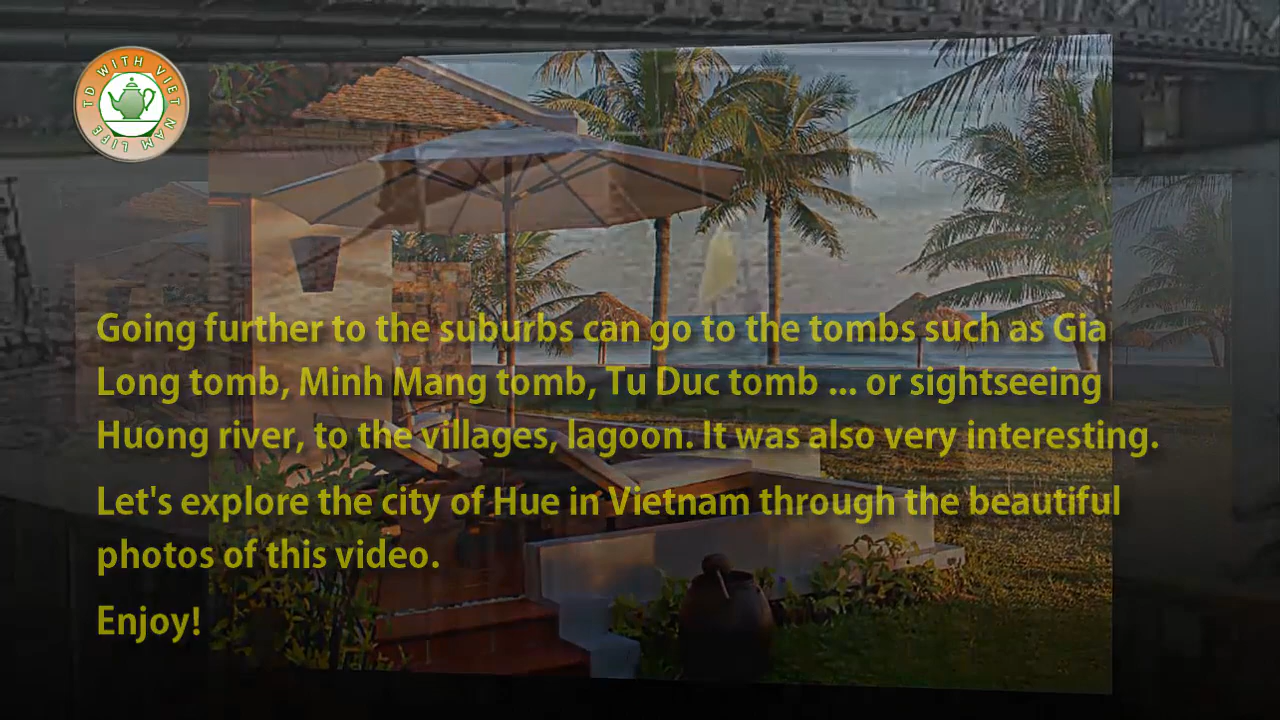 TD WITH VIET NAM LIFE
Going further to the suburbs can go to the tombs such as Gia
Long tomb, Minh Mang tomb, Tu Duc tomb ... or sightseeing
Huong river, to the villages, lagoon. It was also very interesting.
Let's explore the city of Hue in Vietnam through the beautiful
photos of this video.
Enjoy!